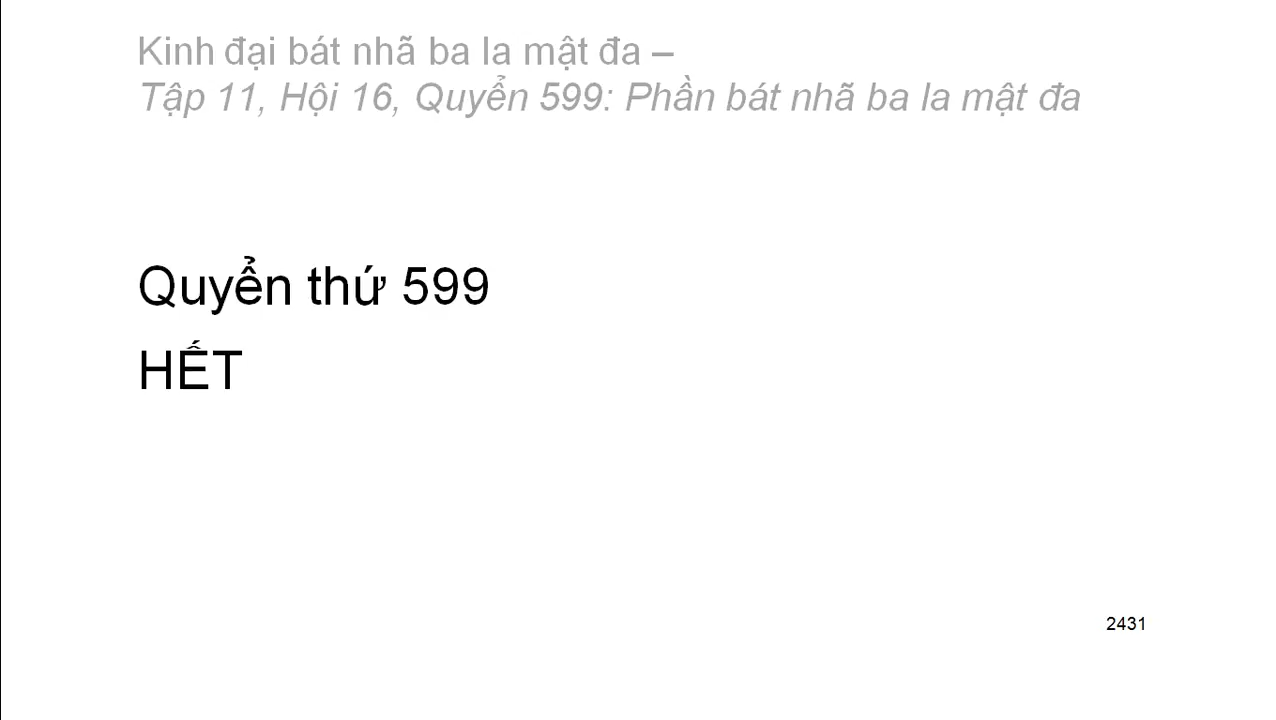 Kinh đại bát nhã ba la mật đa –
Tập 11, Hội 16, Quyển 599: Phần bát nhã ba la mật đa
Quyển thứ 599
HẾT
2431